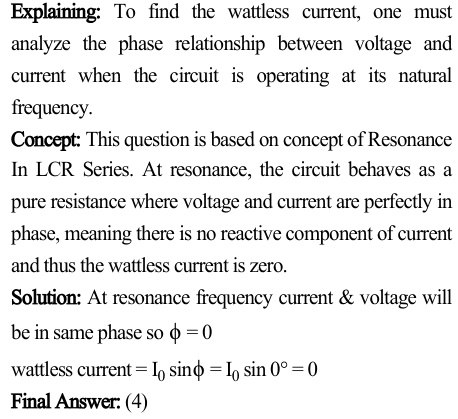 Explaining: To find the wattless current, one must
analyze the phase relationship between voltage and
current when the circuit is operating at its natural
frequency.
Concept: This question is based on concept of Resonance
In LCR Series. At resonance, the circuit behaves as a
pure resistance where voltage and current are perfectly in
phase, meaning there is no reactive component of current
and thus the wattless current is zero.
Solution: At resonance frequency current & voltage will
be in same phase so ϕ = 0
wattless current = I₀ sinϕ = I₀ sin 0° = 0
Final Answer: (4)